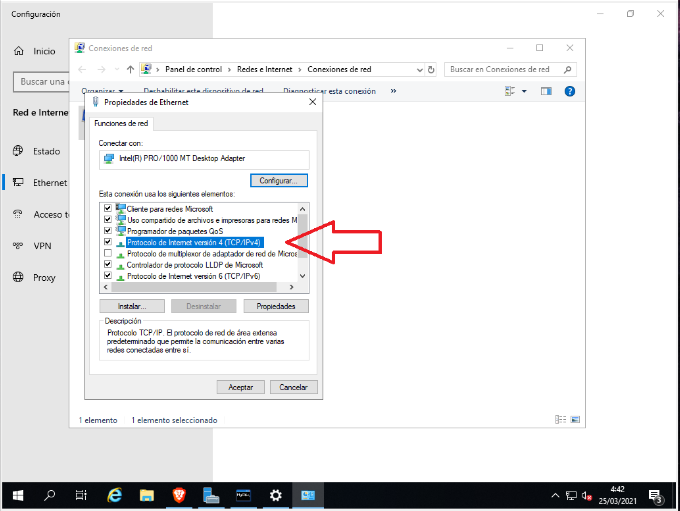 Configuración
Inicio
Buscar una
Red e Interne
Estado
Ethernet
Acceso te
VPN
Proxy
Conexiones de red
Panel de control
Redes e Internet
Conexiones de red
Buscar en Conexiones de red
Organizar
Deshabilitar este dispositivo de red
Diagnosticar esta conexión
»
Propiedades de Ethernet
Funciones de red
Conectar con:
Intel(R) PRO/1000 MT Desktop Adapter
Configurar...
Esta conexión usa los siguientes elementos:
Cliente para redes Microsoft
Uso compartido de archivos e impresoras para redes M
Programador de paquetes QoS
Protocolo de Internet versión 4 (TCP/IPv4)
Protocolo de multiplexor de adaptador de red de Micros
Controlador de protocolo LLDP de Microsoft
Protocolo de Internet versión 6 (TCP/IPv6)
Instalar...
Desinstalar
Propiedades
Descripción
Protocolo TCP/IP. El protocolo de red de área extensa
predeterminado que permite la comunicación entre varias
redes conectadas entre sí.
Aceptar
Cancelar
1 elemento
1 elemento seleccionado
4:42
25/03/2021
3